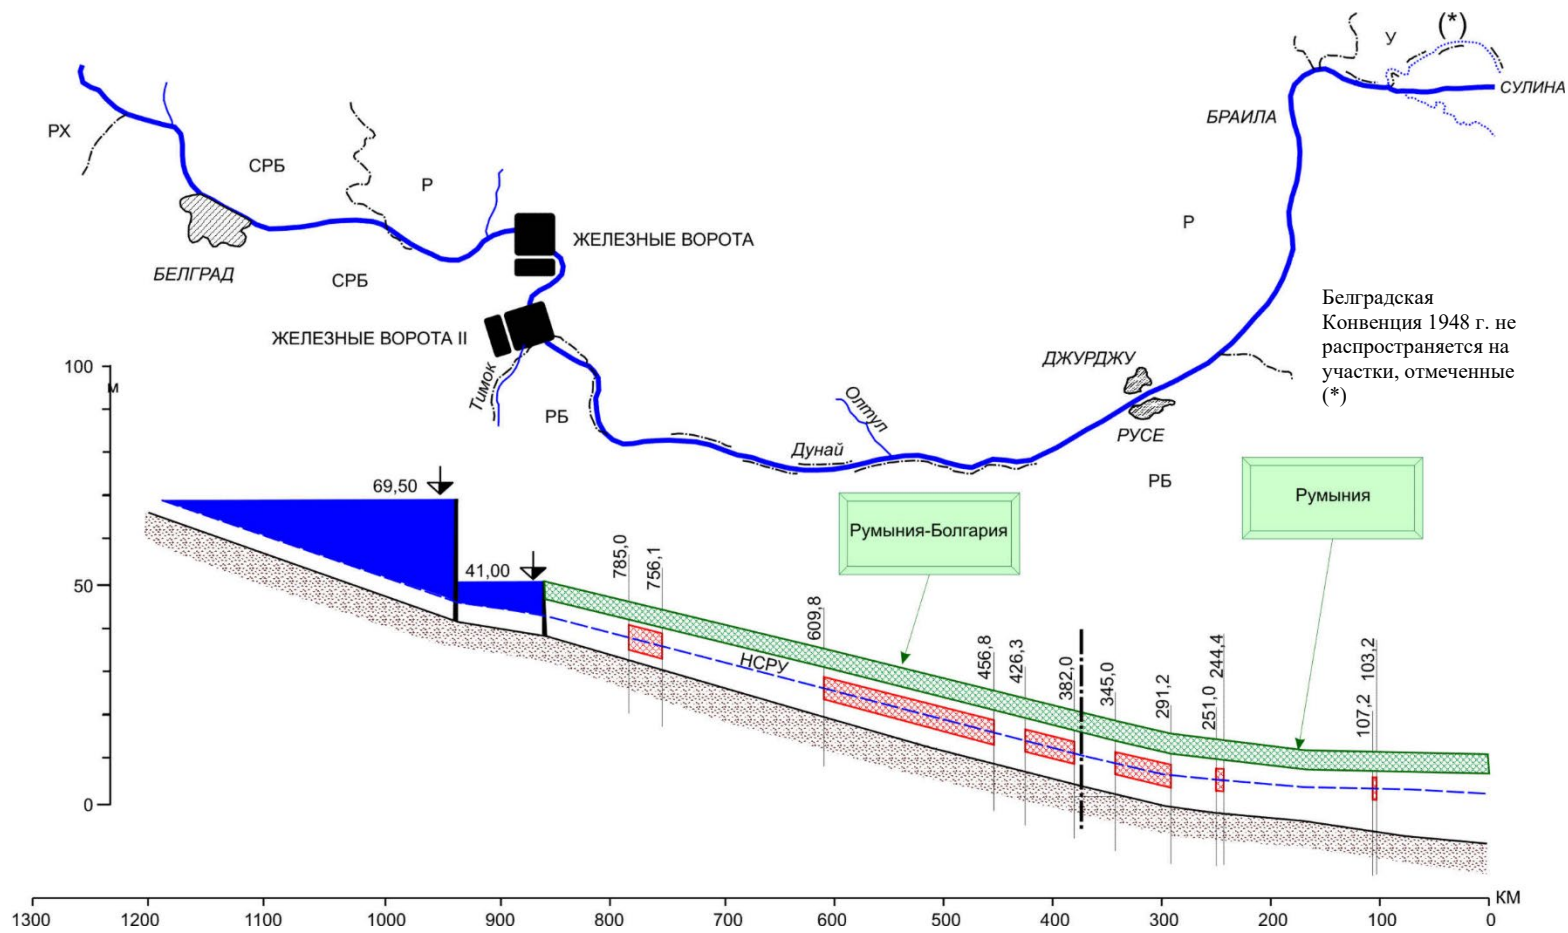 (*)
У
СУЛИНА
БРАИЛА
РХ
СРБ
Р
Р
ЖЕЛЕЗНЫЕ ВОРОТА
БЕЛГРАД
СРБ
Белградская
Конвенция 1948 г. не
распространяется на
участки, отмеченные
(*)
ЖЕЛЕЗНЫЕ ВОРОТА II
ДЖУРДЖУ
Тимок
Олтул
РБ
РУСЕ
Дунай
РБ
100
м
69,50
Румыния
Румыния-Болгария
41,00
50
785,0
756,1
609,8
456,8
426,3
382,0
345,0
291,2
251,0
244,4
107,2
103,2
НСРУ
0
КМ
1300
1200
1100
1000
900
800
700
600
500
400
300
200
100
0